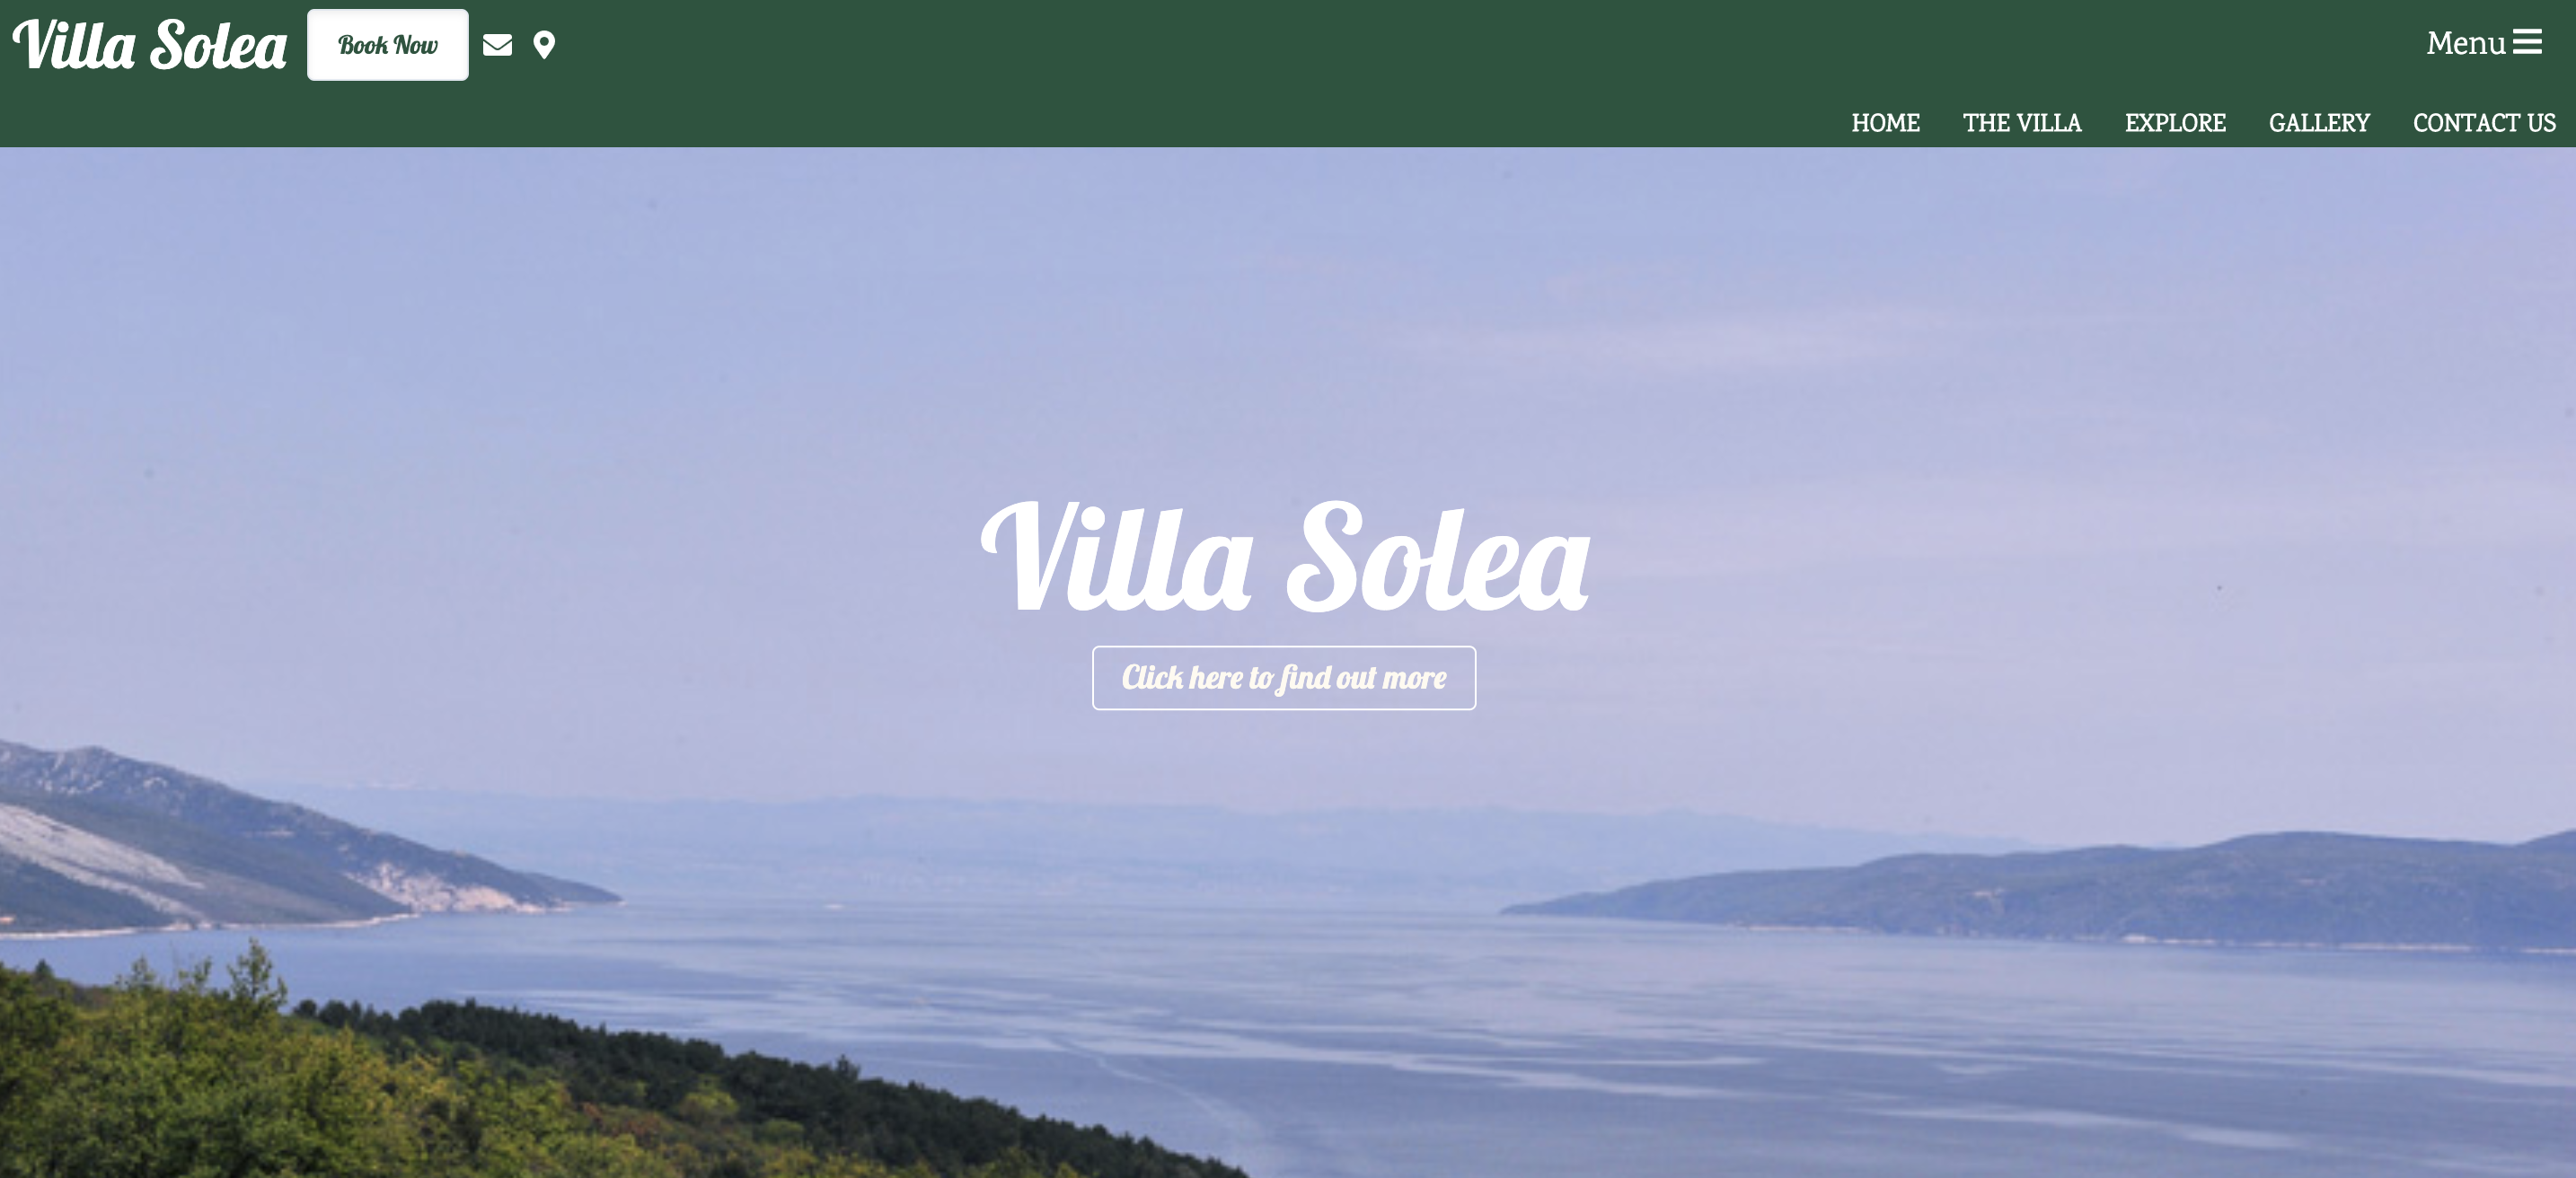 Villa Solea Book Now Menu
HOME THE VILLA EXPLORE GALLERY CONTACT US
Villa Solea
Click here to find out more